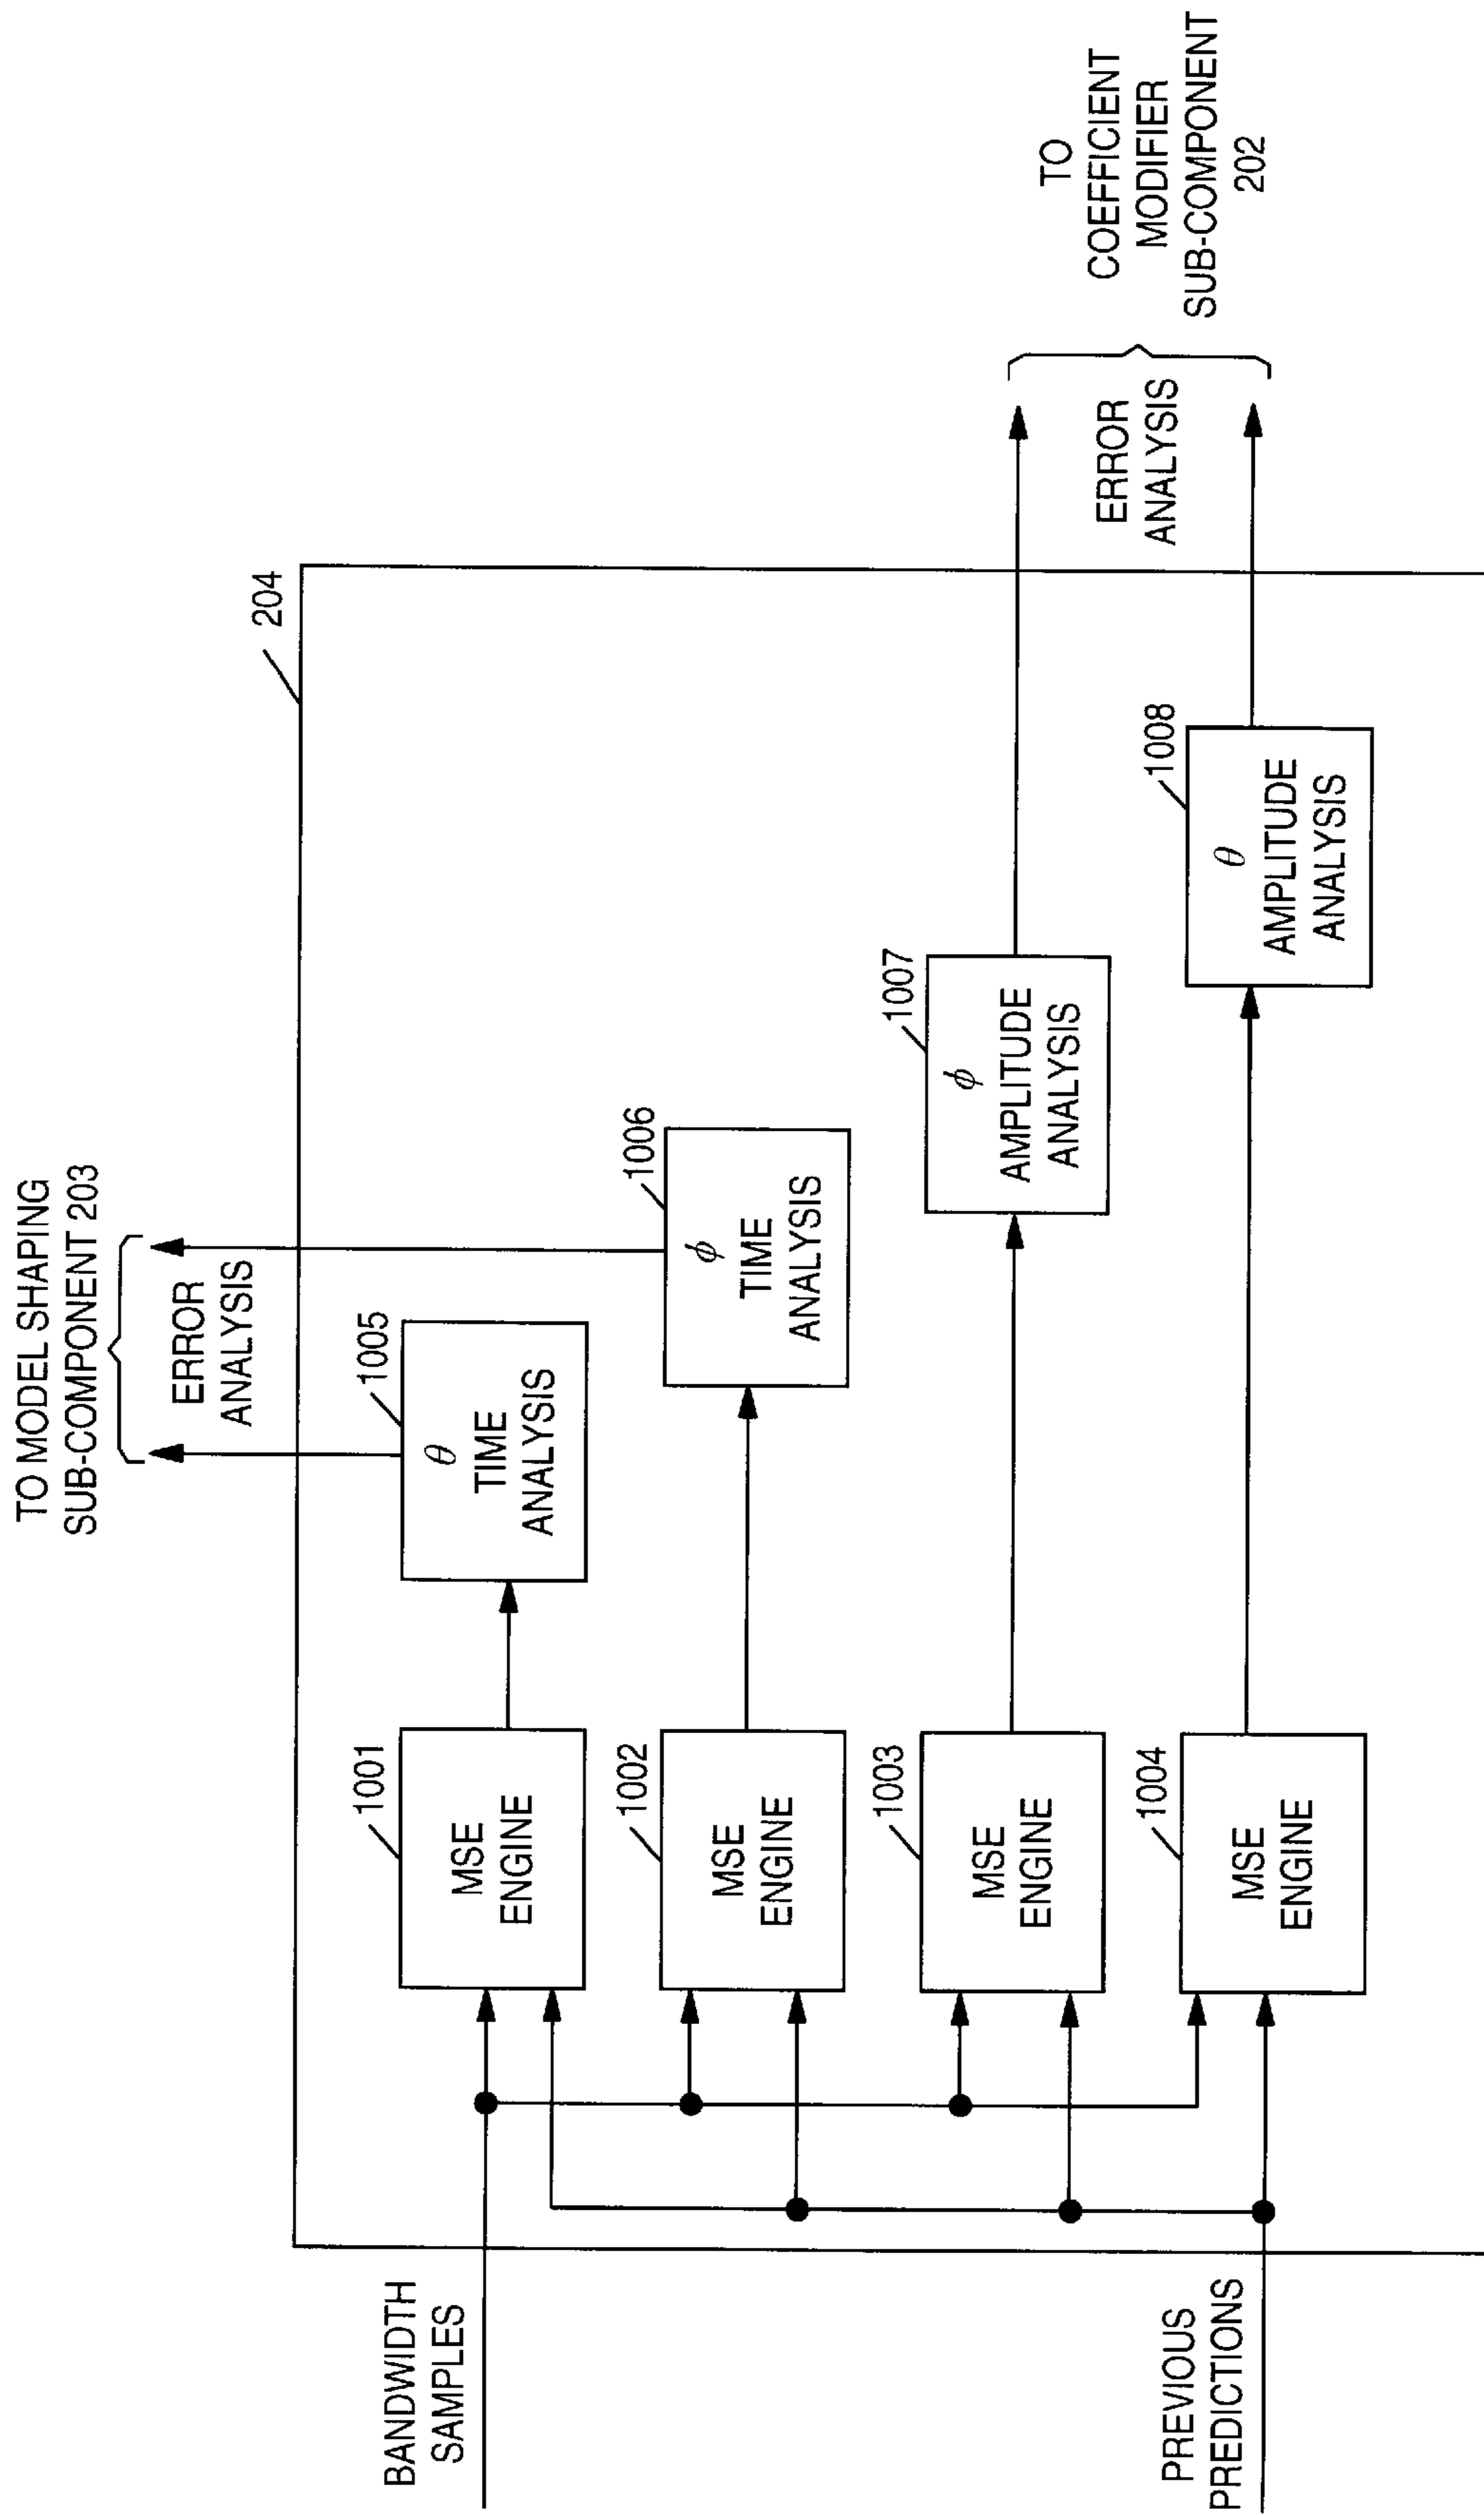 TO MODEL SHAPING
SUB-COMPONENT 203
ERROR
ANALYSIS
204
BANDWIDTH
SAMPLES
1001
MSE
ENGINE
1005
θ
TIME
ANALYSIS
1002
MSE
ENGINE
1006
ϕ
TIME
ANALYSIS
1003
MSE
ENGINE
1007
ϕ
AMPLITUDE
ANALYSIS
PREVIOUS
PREDICTIONS
1004
MSE
ENGINE
1008
θ
AMPLITUDE
ANALYSIS
ERROR
ANALYSIS
TO
COEFFICIENT
MODIFIER
SUB-COMPONENT
202